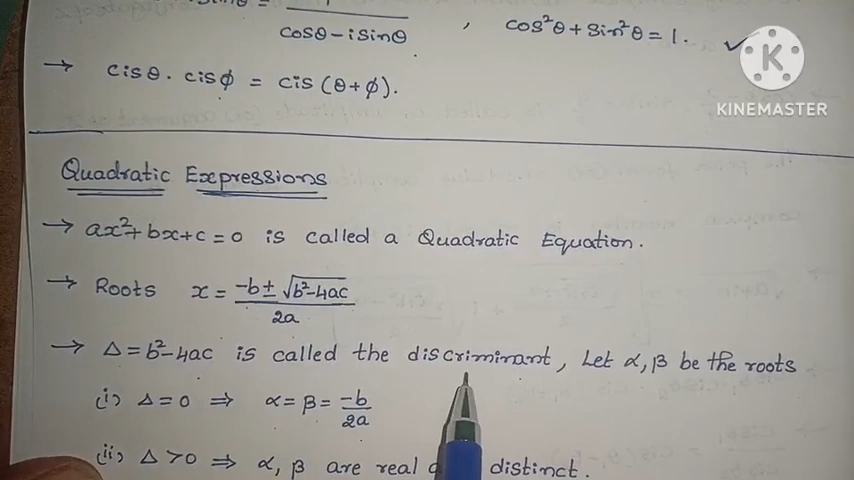 cosθ-isinθ , cos²θ+sin²θ=1.
→ cisθ. cisϕ = cis (θ+ϕ).
KINEMASTER
Quadratic Expressions
→ ax²+bx+c=0 is called a Quadratic Equation.
→ Roots x = -b±√b²-4ac / 2a
→ Δ=b²-4ac is called the discriminant, Let α, β be the roots
(i) Δ=0 ⇒ α=β= -b/2a
(ii) Δ>0 ⇒ α, β are real distinct.